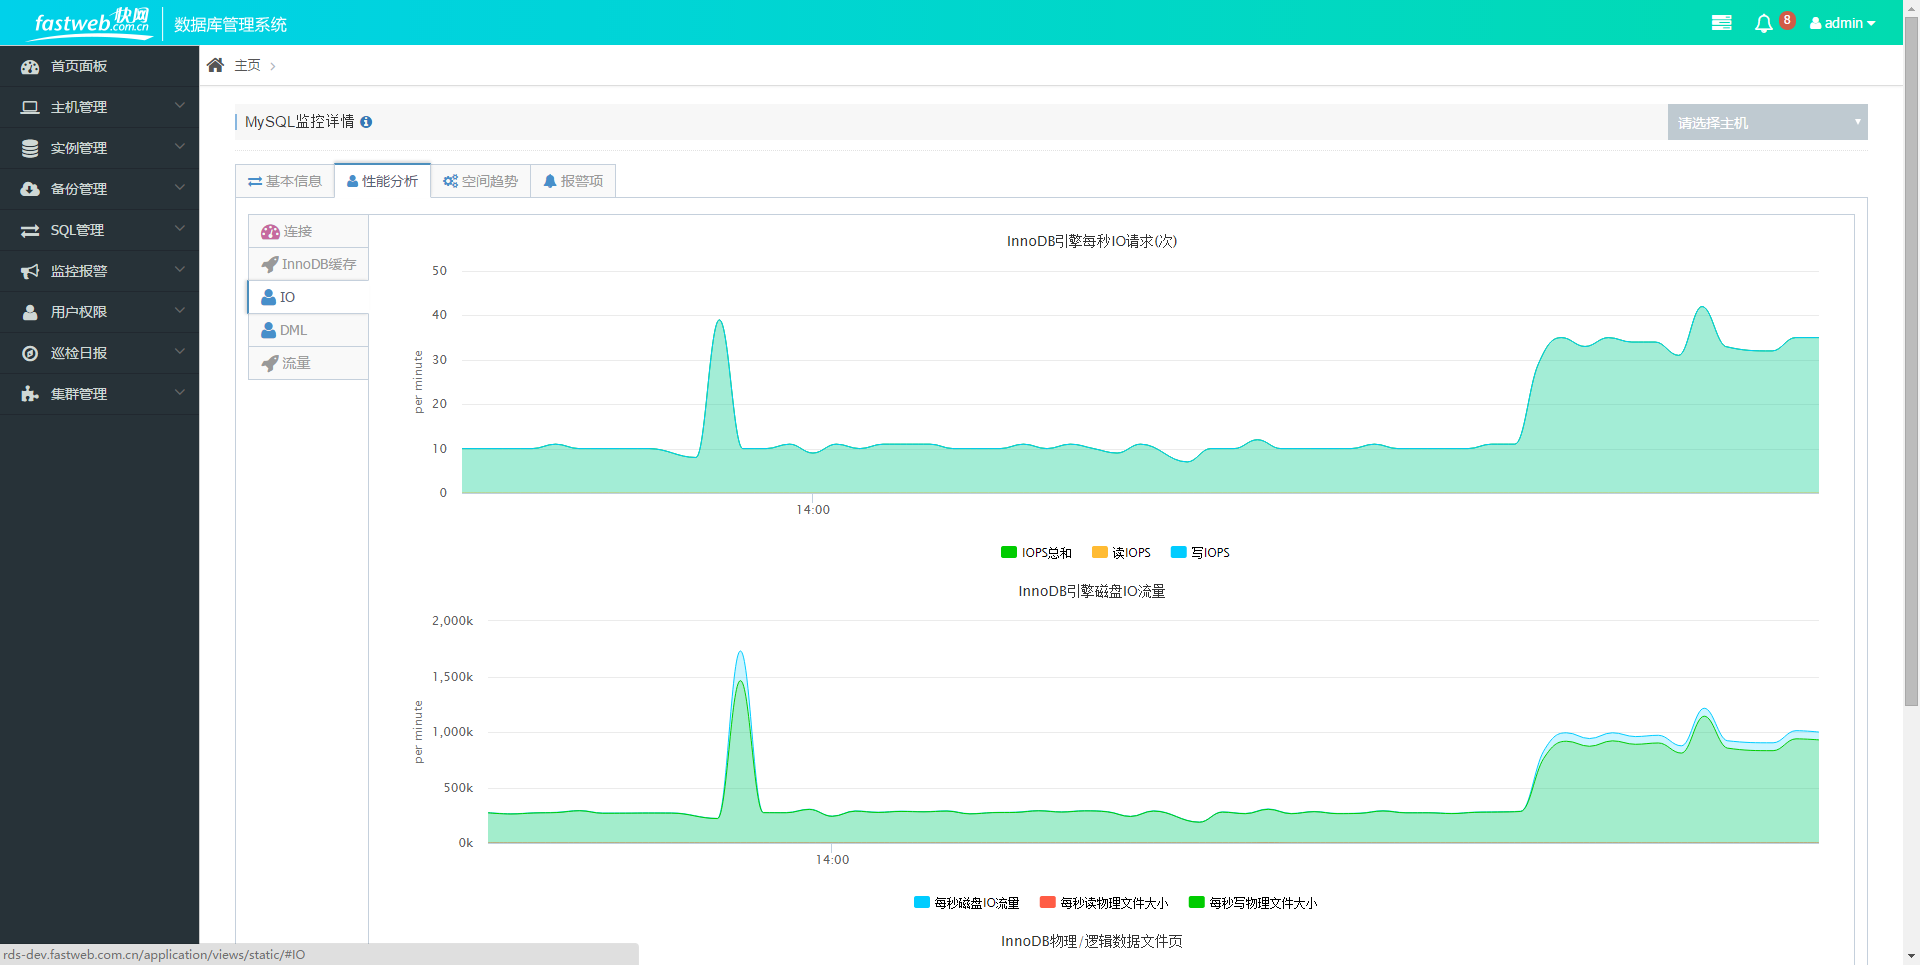 fastweb快网
.com.cn
数据库管理系统
8
admin
首页面板
主机管理
实例管理
备份管理
SQL管理
监控报警
用户权限
巡检日报
集群管理
主页
MySQL监控详情
请选择主机
基本信息
性能分析
空间趋势
报警项
连接
InnoDB缓存
IO
DML
流量
InnoDB引擎每秒IO请求(次)
50
40
30
20
10
0
per minute
14:00
IOPS总和
读IOPS
写IOPS
InnoDB引擎磁盘IO流量
2,000k
1,500k
1,000k
500k
0k
per minute
14:00
每秒磁盘IO流量
每秒读物理文件大小
每秒写物理文件大小
InnoDB物理/逻辑数据文件页
rds-dev.fastweb.com.cn/application/views/static/#IO